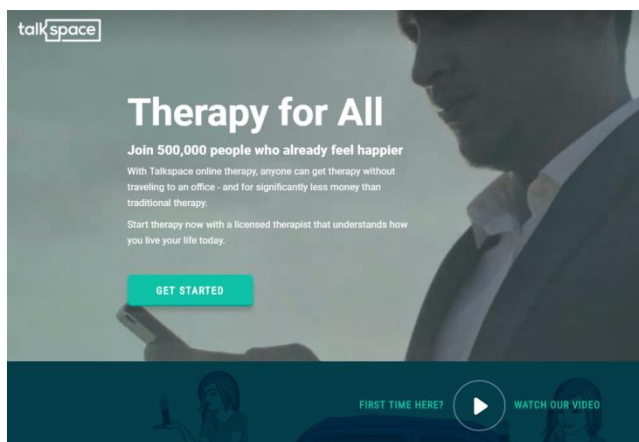 talkspace
Therapy for All
Join 500,000 people who already feel happier
With Talkspace online therapy, anyone can get therapy without
traveling to an office - and for significantly less money than
traditional therapy.
Start therapy now with a licensed therapist that understands how
you live your life today.
GET STARTED
FIRST TIME HERE?
WATCH OUR VIDEO